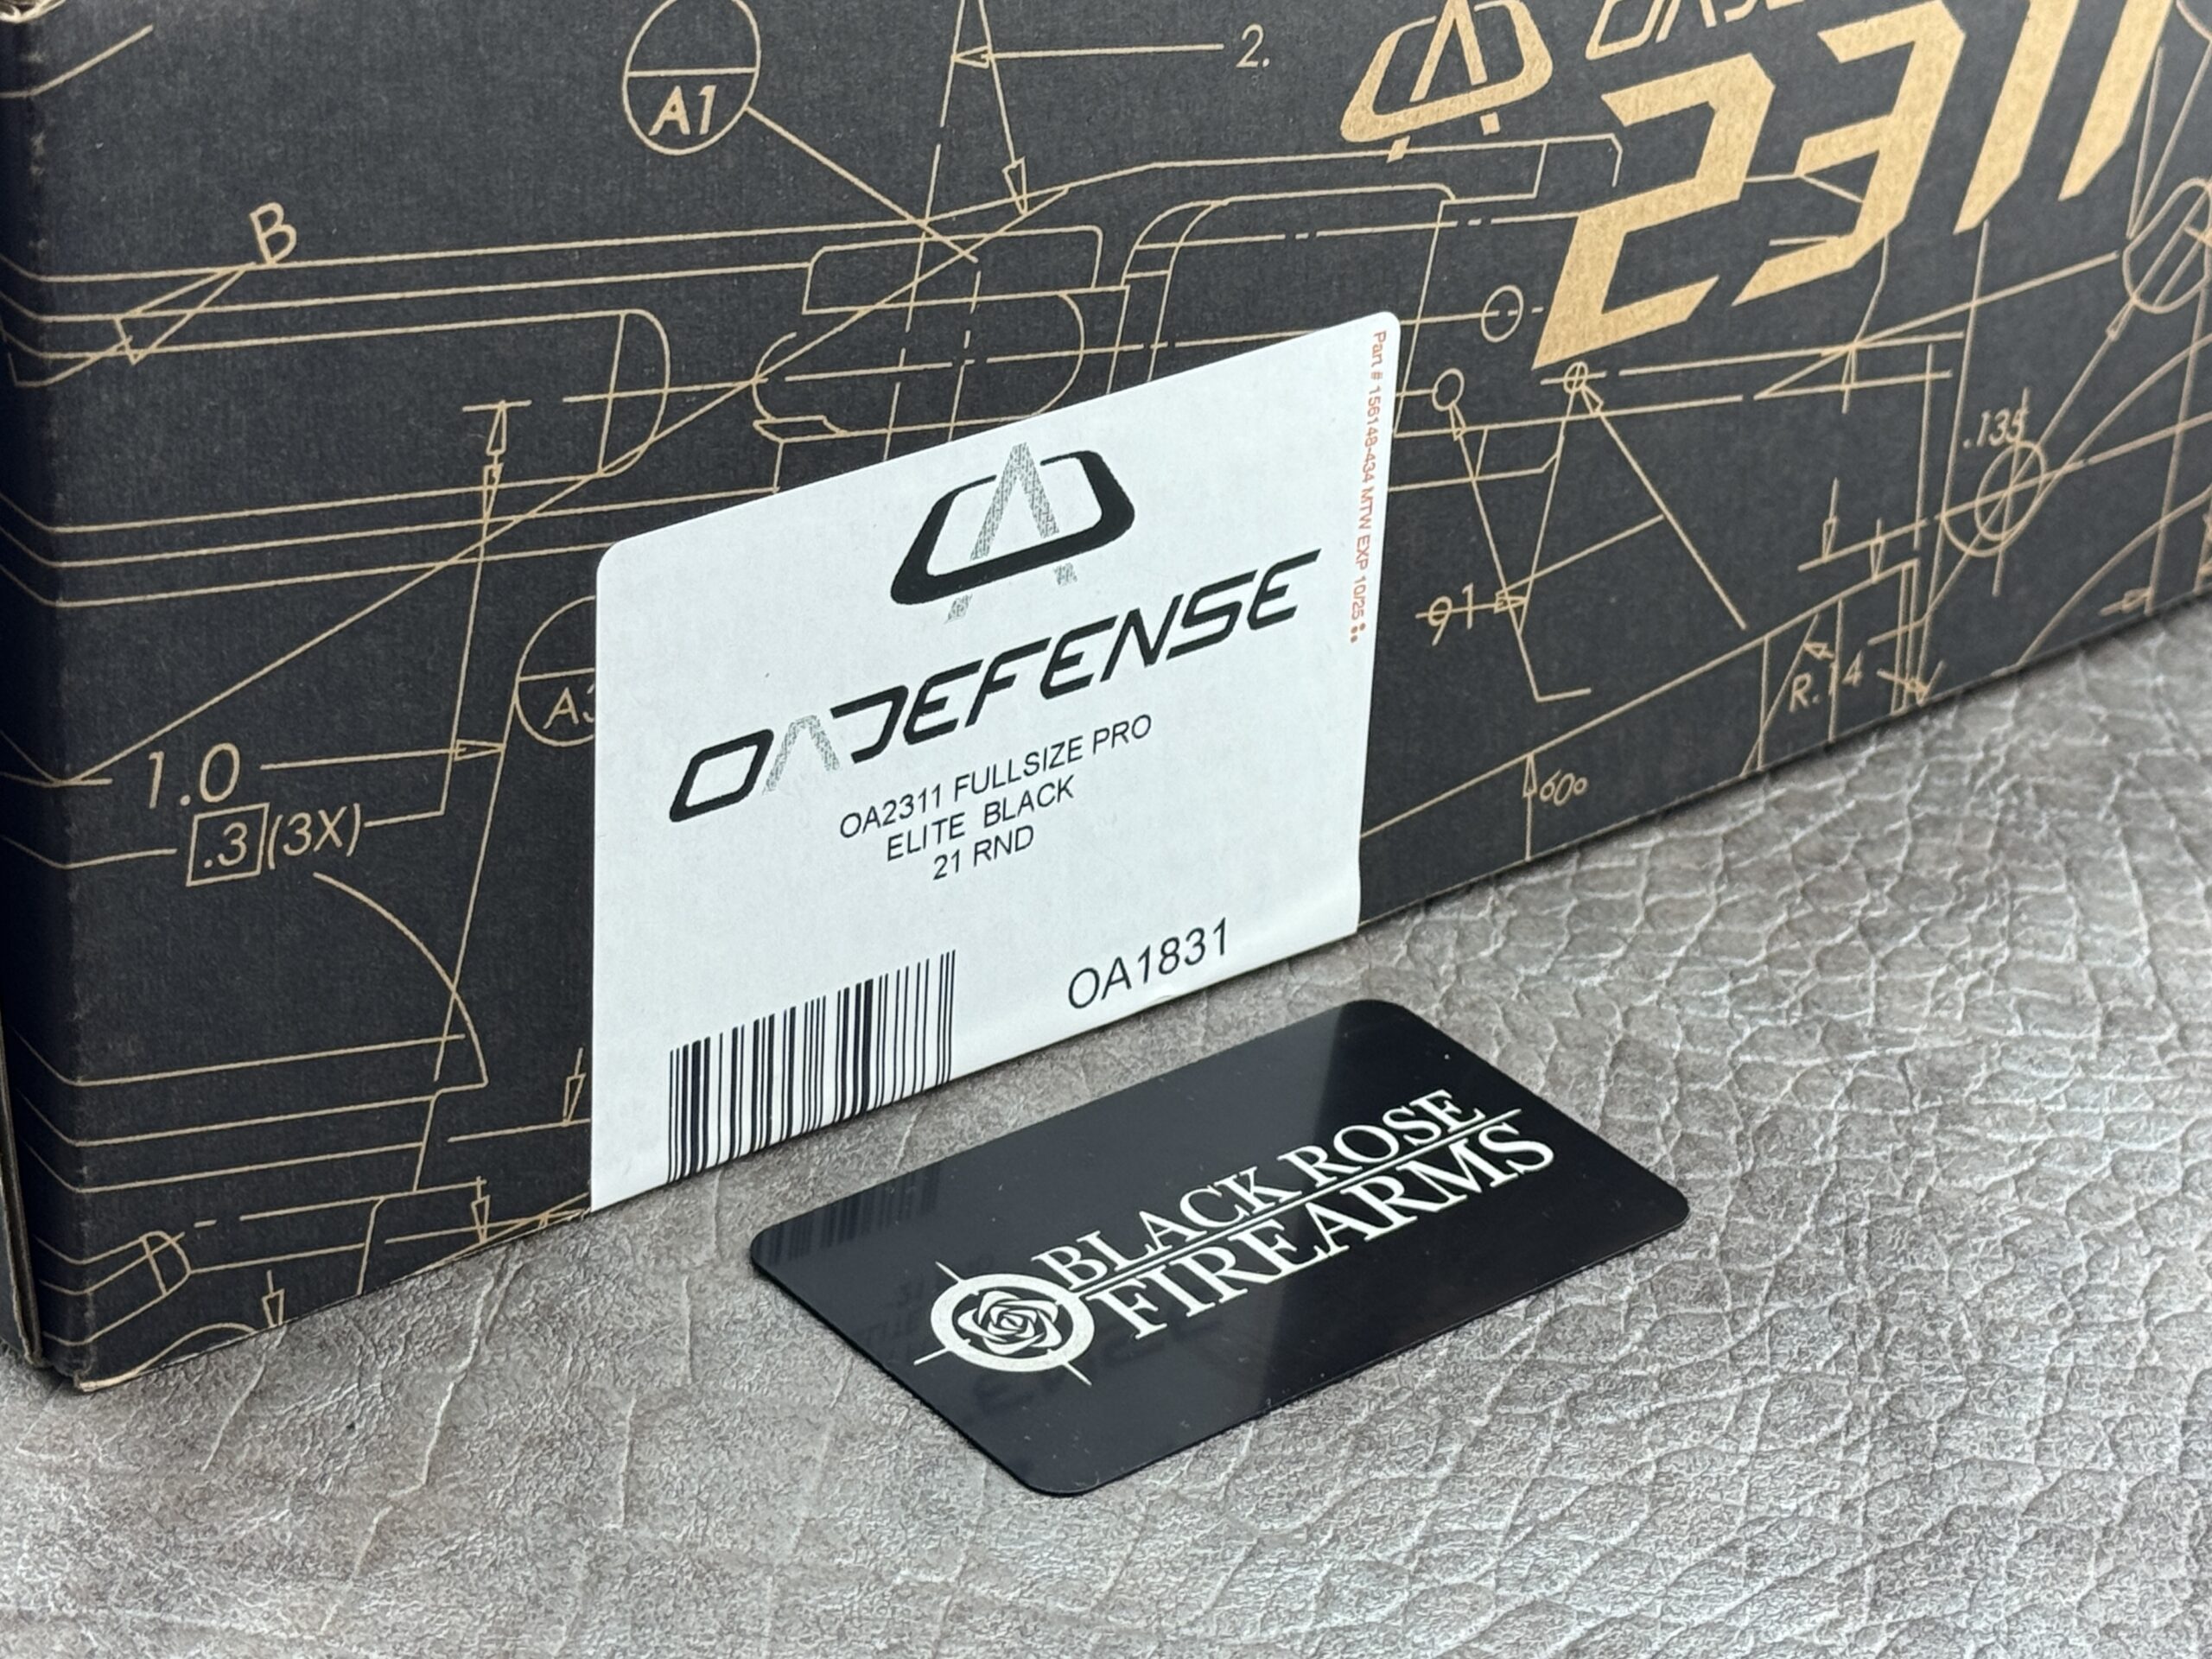 2.
A1
2311
B
.135
Part # 156148-434 MTW EXP 10/25
OADEFENSE
OA2311 FULLSIZE PRO
ELITE BLACK
21 RND
OA1831
91
R.14
60°
1.0
.3 (3X)
BLACK ROSE
FIREARMS